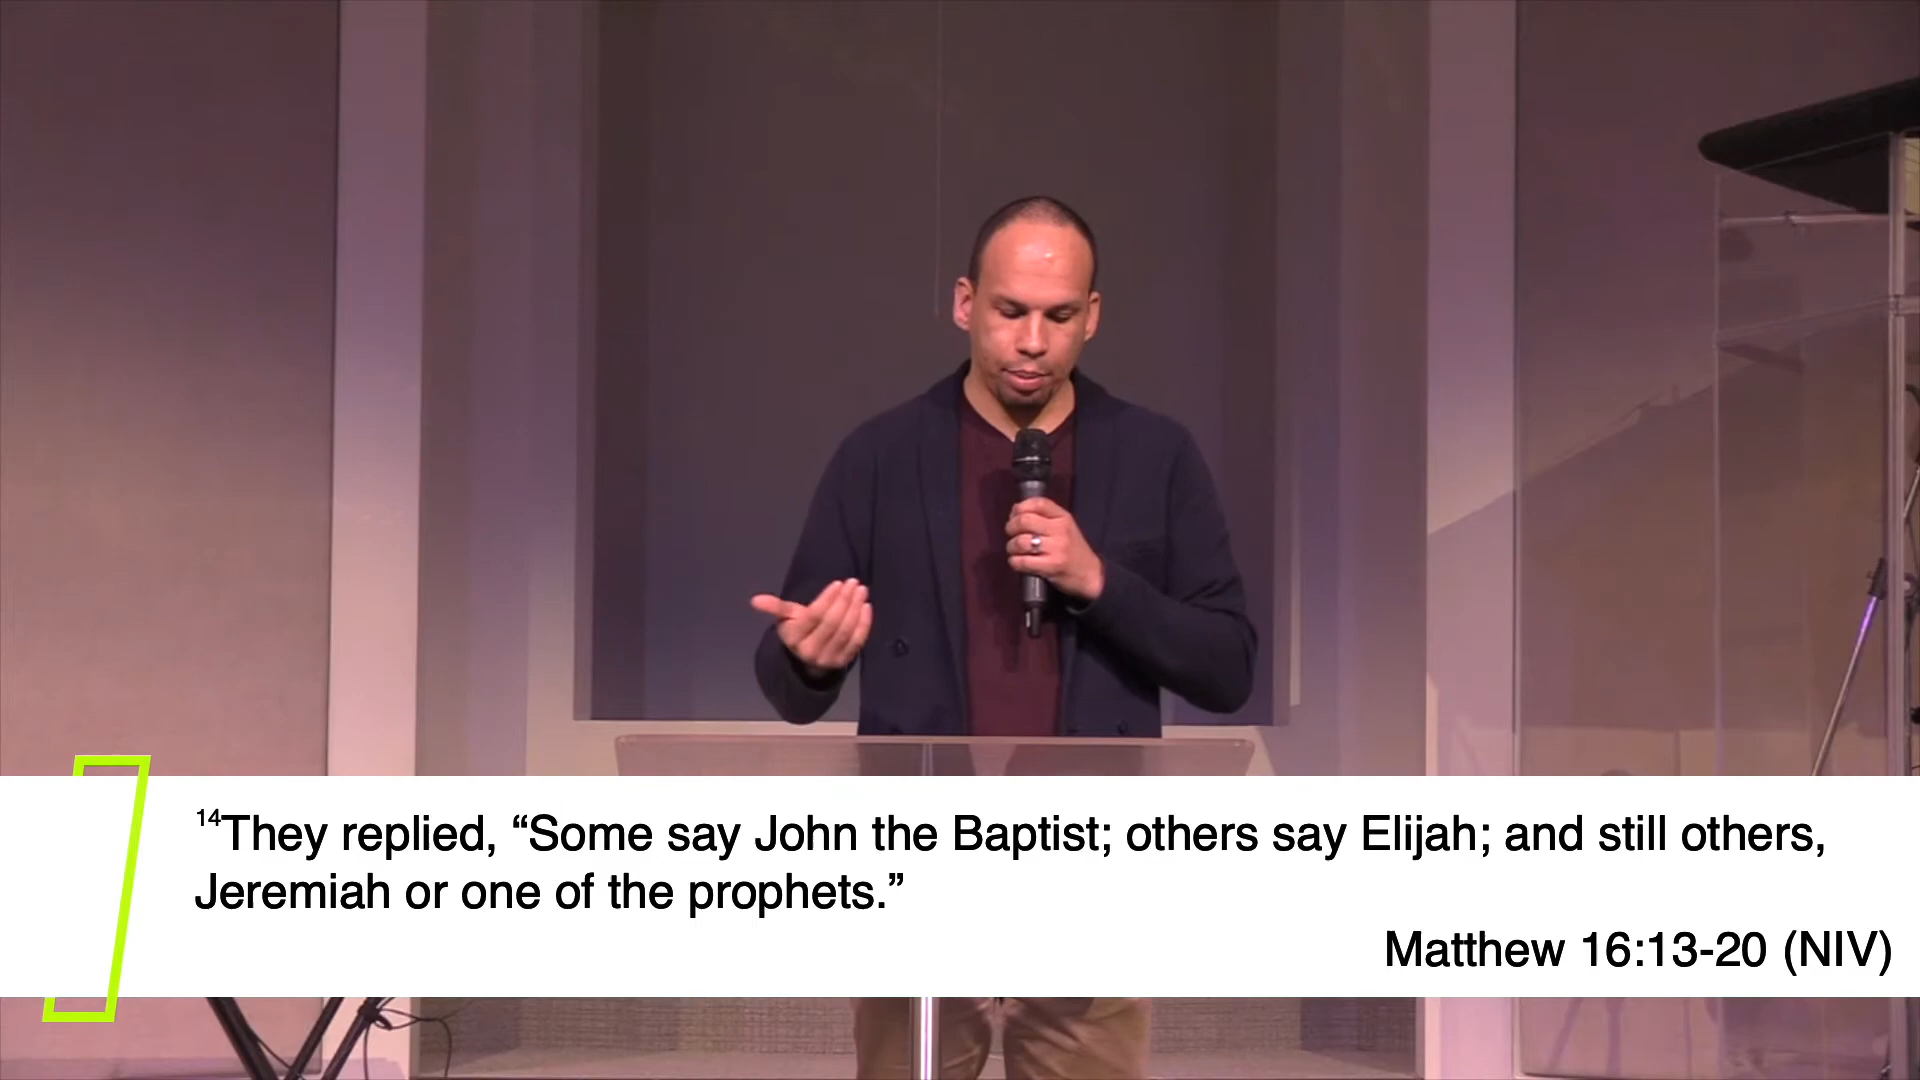 ¹⁴They replied, “Some say John the Baptist; others say Elijah; and still others,
Jeremiah or one of the prophets.”
Matthew 16:13-20 (NIV)